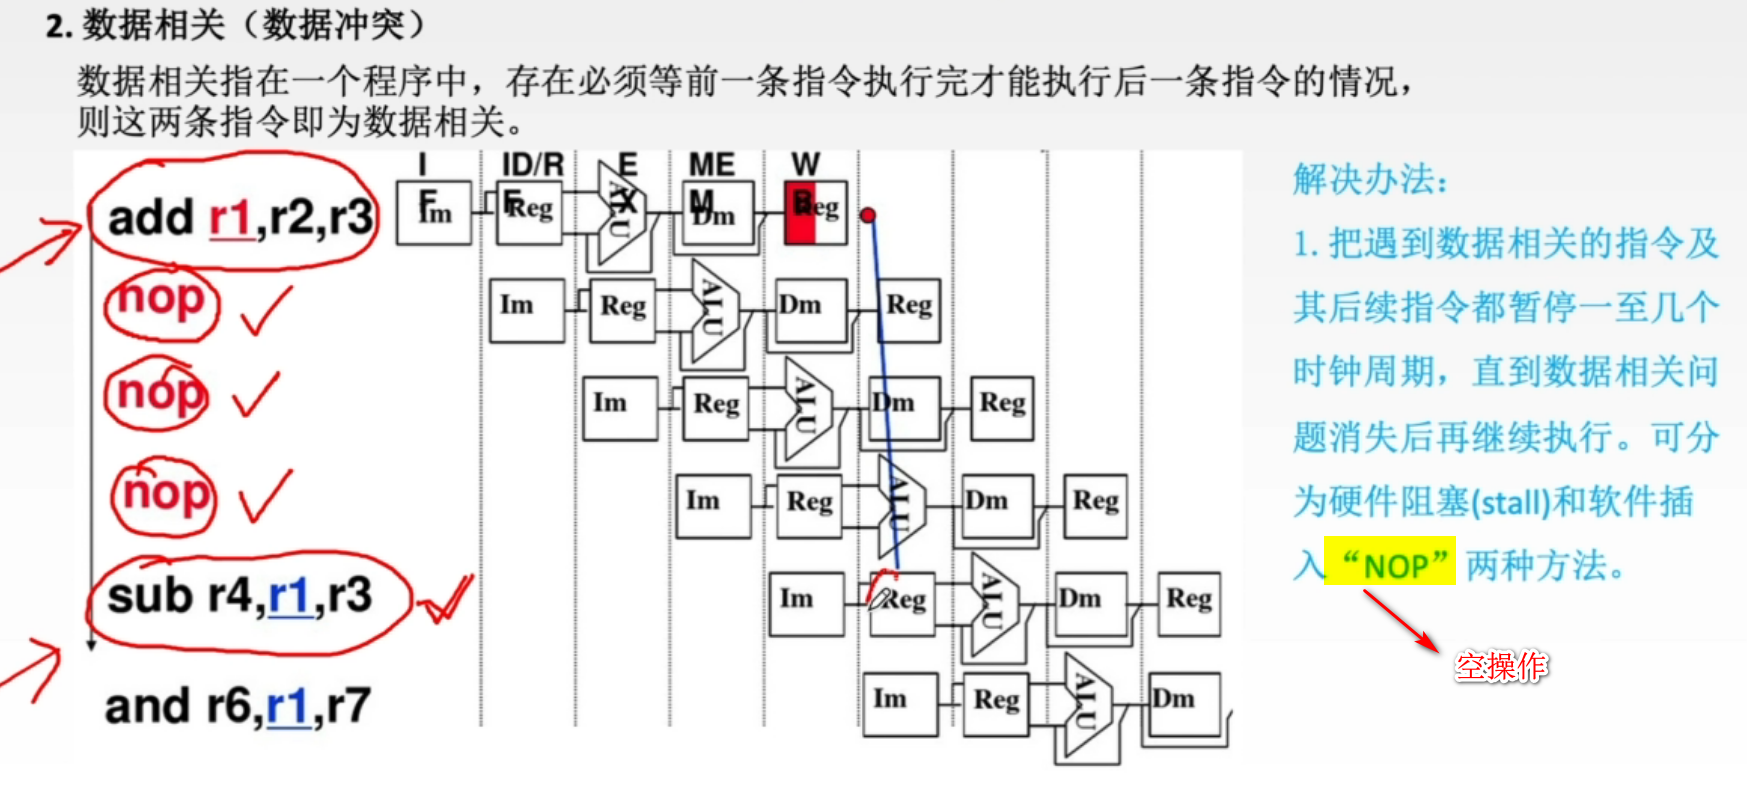 2. 数据相关（数据冲突）
数据相关指在一个程序中，存在必须等前一条指令执行完才能执行后一条指令的情况，
则这两条指令即为数据相关。
IF ID/RF EX MEM WB
add r1,r2,r3 Im Reg ALU Dm Reg
nop Im Reg ALU Dm Reg
nop Im Reg ALU Dm Reg
nop Im Reg ALU Dm Reg
sub r4,r1,r3 Im Reg ALU Dm Reg
and r6,r1,r7 Im Reg ALU Dm
解决办法：
1. 把遇到数据相关的指令及
其后续指令都暂停一至几个
时钟周期，直到数据相关问
题消失后再继续执行。可分
为硬件阻塞(stall)和软件插
入“NOP”两种方法。
空操作